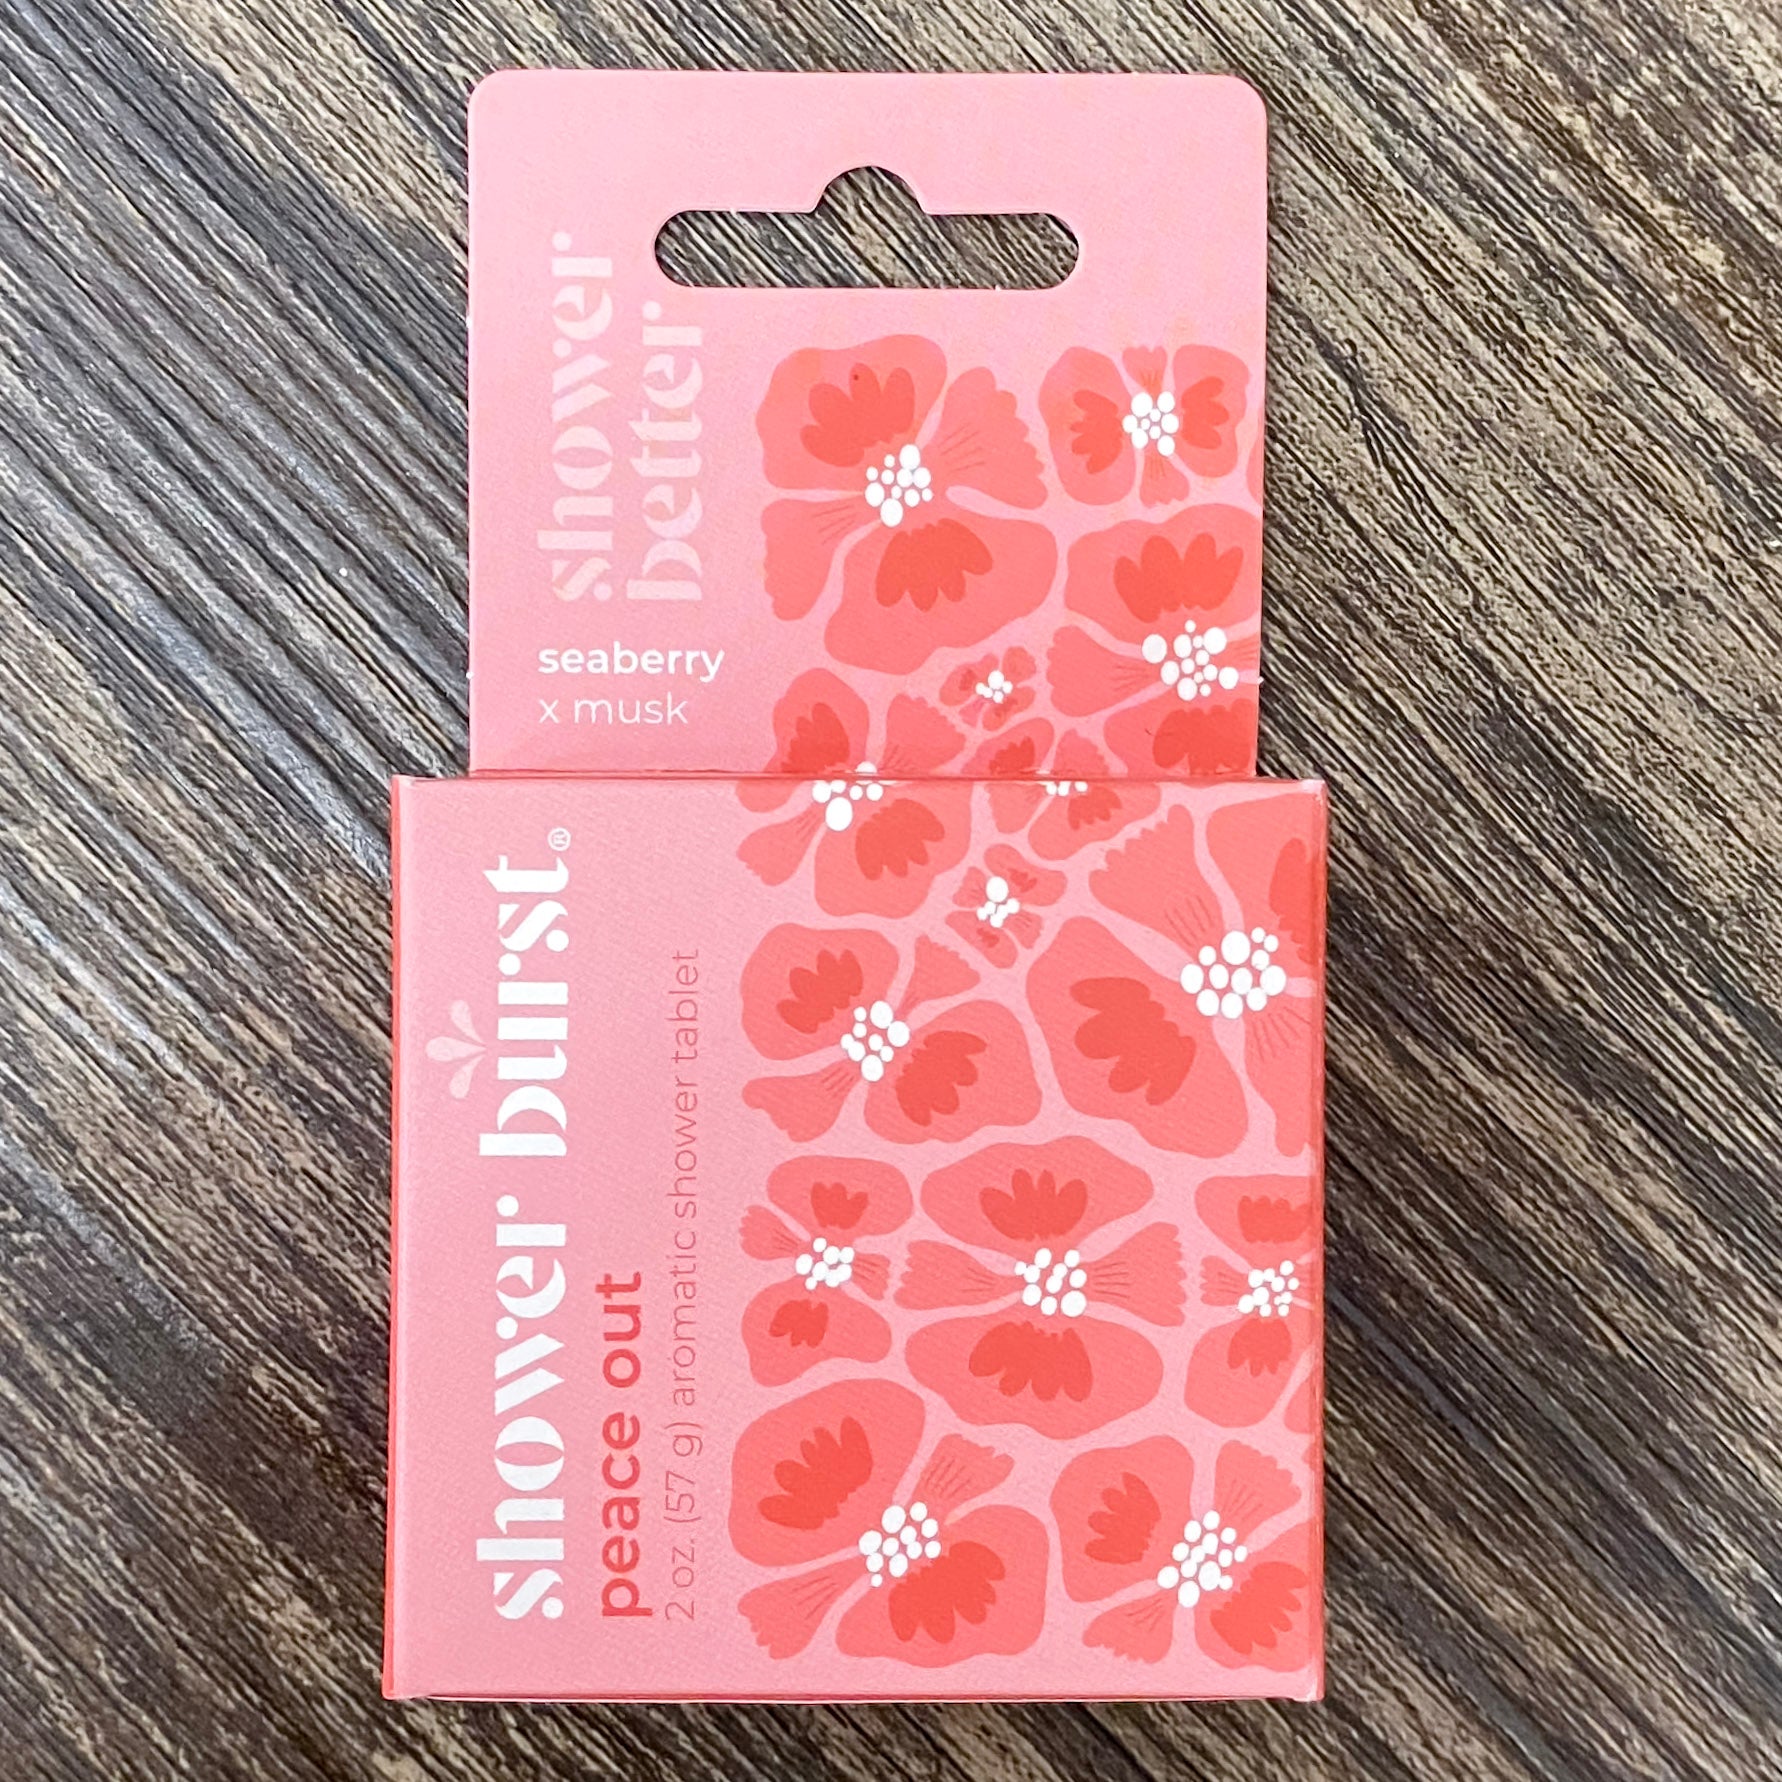 shower
better
seaberry
x musk
shower burst®
peace out
2 oz. (57 g) aromatic shower tablet